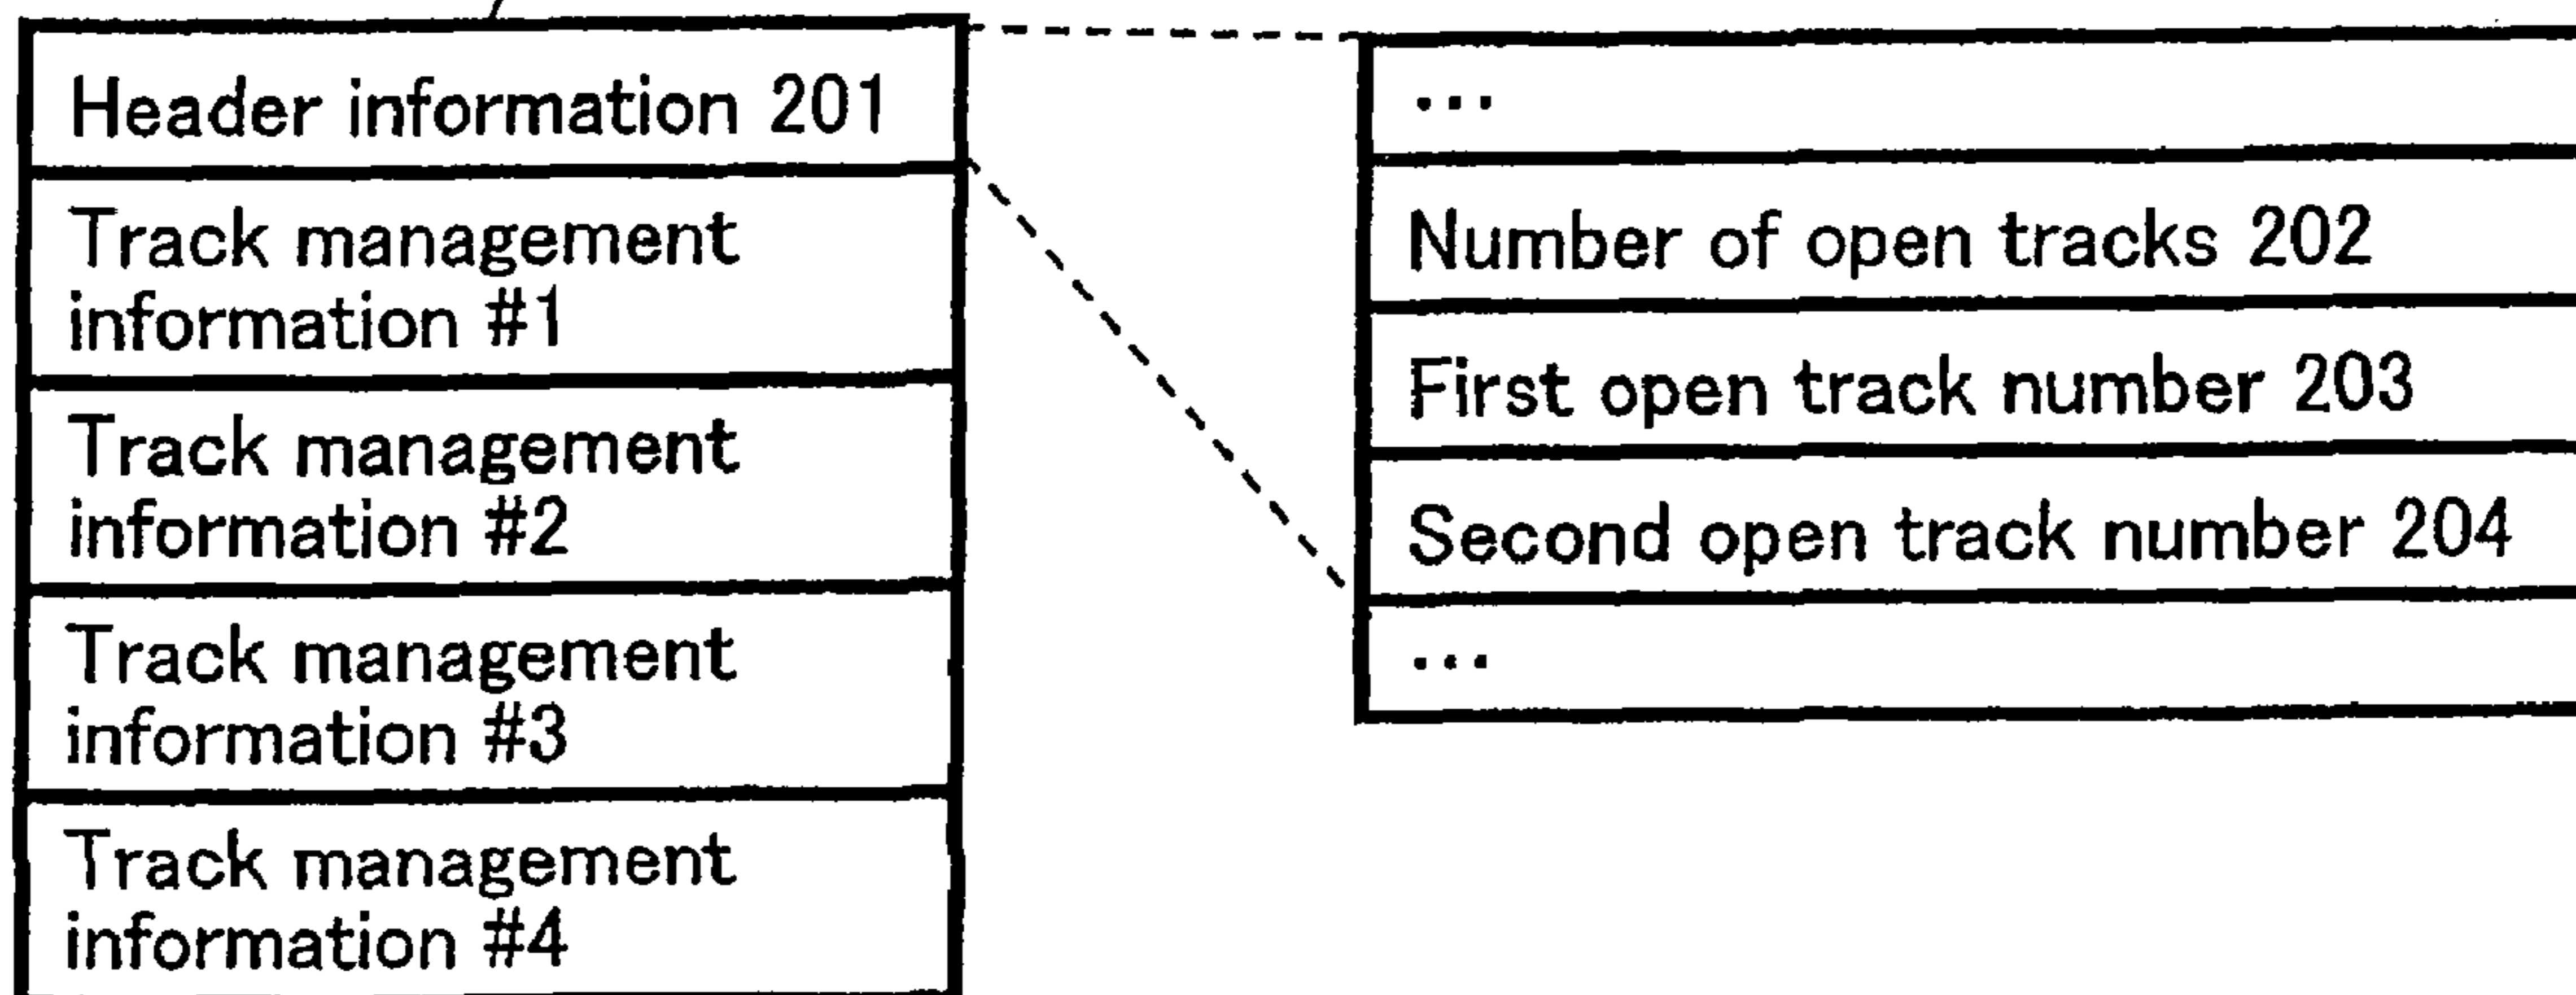 Header information 201
Track management
information #1
Track management
information #2
Track management
information #3
Track management
information #4
...
Number of open tracks 202
First open track number 203
Second open track number 204
...